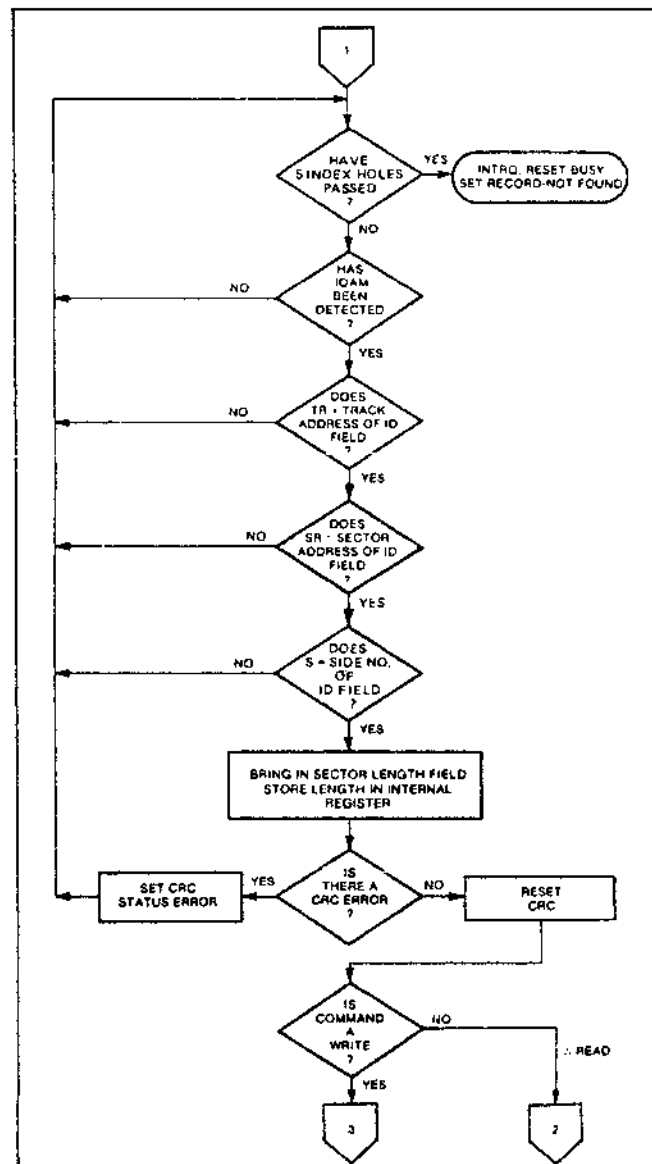 1
HAVE
5 INDEX HOLES
PASSED
?
YES
INTRQ, RESET BUSY
SET RECORD-NOT FOUND
NO
HAS
IDAM
BEEN
DETECTED
?
NO
YES
DOES
TR = TRACK
ADDRESS OF ID
FIELD
?
NO
YES
DOES
SR = SECTOR
ADDRESS OF ID
FIELD
?
NO
YES
DOES
S = SIDE NO.
OF
ID FIELD
?
NO
YES
BRING IN SECTOR LENGTH FIELD
STORE LENGTH IN INTERNAL
REGISTER
IS
THERE A
CRC ERROR
?
YES
SET CRC
STATUS ERROR
NO
RESET
CRC
IS
COMMAND
A
WRITE
?
NO
∴ READ
YES
3
2